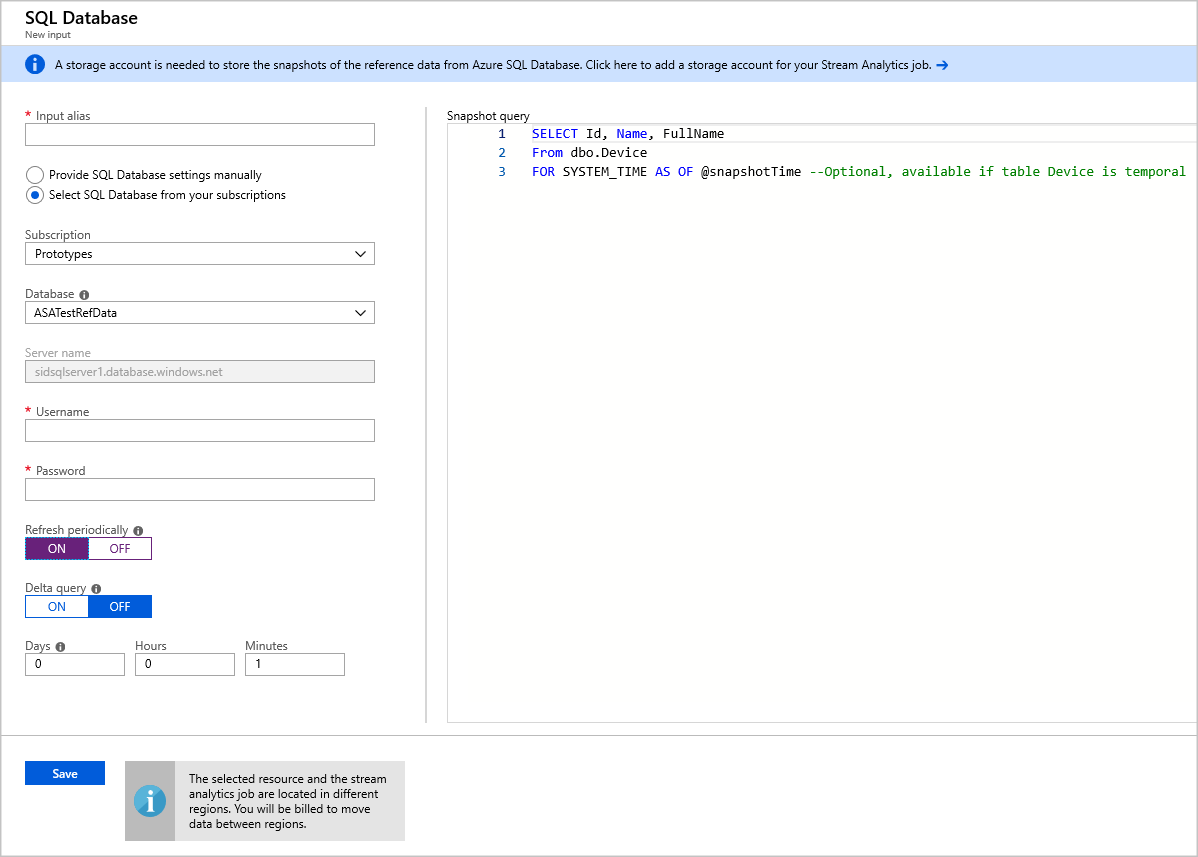 SQL Database
New input
A storage account is needed to store the snapshots of the reference data from Azure SQL Database. Click here to add a storage account for your Stream Analytics job. →
* Input alias
Provide SQL Database settings manually
Select SQL Database from your subscriptions
Subscription
Prototypes
Database
ASATestRefData
Server name
sidsqlserver1.database.windows.net
* Username
* Password
Refresh periodically
ON OFF
Delta query
ON OFF
Days Hours Minutes
0 0 1
Snapshot query
1 SELECT Id, Name, FullName
2 From dbo.Device
3 FOR SYSTEM_TIME AS OF @snapshotTime --Optional, available if table Device is temporal
Save
The selected resource and the stream
analytics job are located in different
regions. You will be billed to move
data between regions.